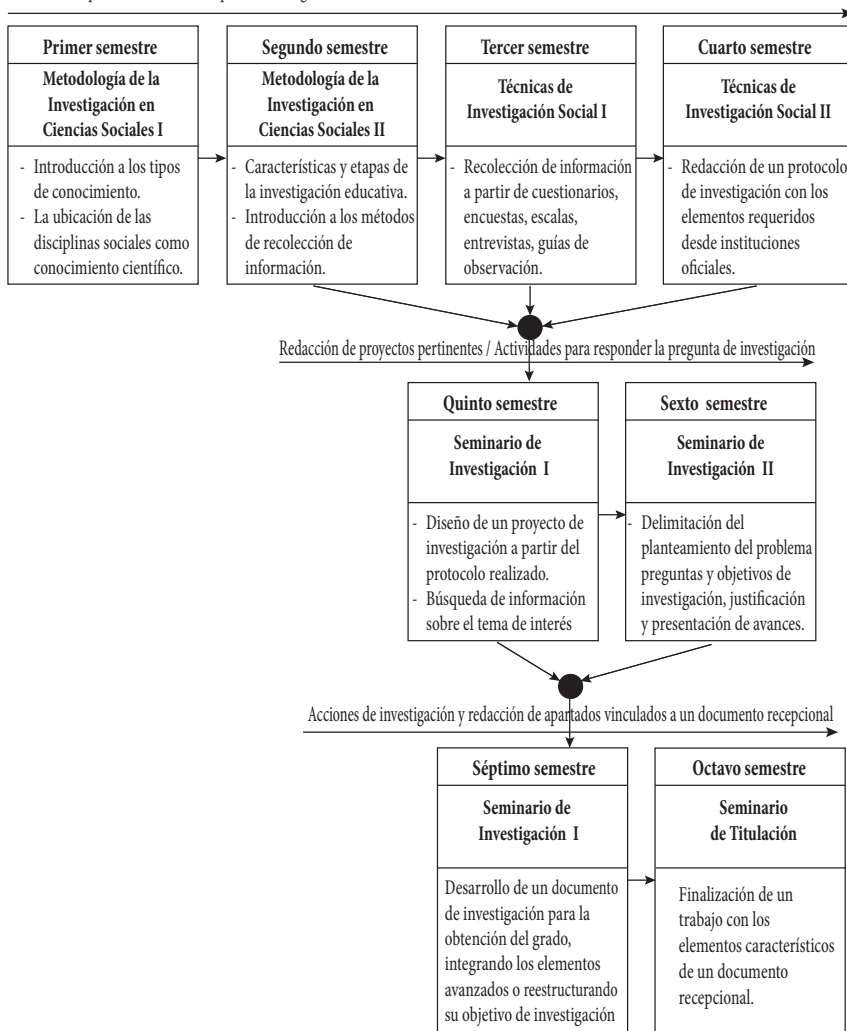 Primer semestre
Metodología de la
Investigación en
Ciencias Sociales I
- Introducción a los tipos
de conocimiento.
- La ubicación de las
disciplinas sociales como
conocimiento científico.
Segundo semestre
Metodología de la
Investigación en
Ciencias Sociales II
- Características y etapas de
la investigación educativa.
- Introducción a los métodos
de recolección de
información.
Tercer semestre
Técnicas de
Investigación Social I
- Recolección de información
a partir de cuestionarios,
encuestas, escalas,
entrevistas, guías de
observación.
Cuarto semestre
Técnicas de
Investigación Social II
- Redacción de un protocolo
de investigación con los
elementos requeridos
desde instituciones
oficiales.
Redacción de proyectos pertinentes / Actividades para responder la pregunta de investigación
Quinto semestre
Seminario de
Investigación I
- Diseño de un proyecto de
investigación a partir del
protocolo realizado.
- Búsqueda de información
sobre el tema de interés
Sexto semestre
Seminario de
Investigación II
- Delimitación del
planteamiento del problema
preguntas y objetivos de
investigación, justificación
y presentación de avances.
Acciones de investigación y redacción de apartados vinculados a un documento recepcional
Séptimo semestre
Seminario de
Investigación I
Desarrollo de un documento
de investigación para la
obtención del grado,
integrando los elementos
avanzados o reestructurando
su objetivo de investigación
Octavo semestre
Seminario
de Titulación
Finalización de un
trabajo con los
elementos característicos
de un documento
recepcional.